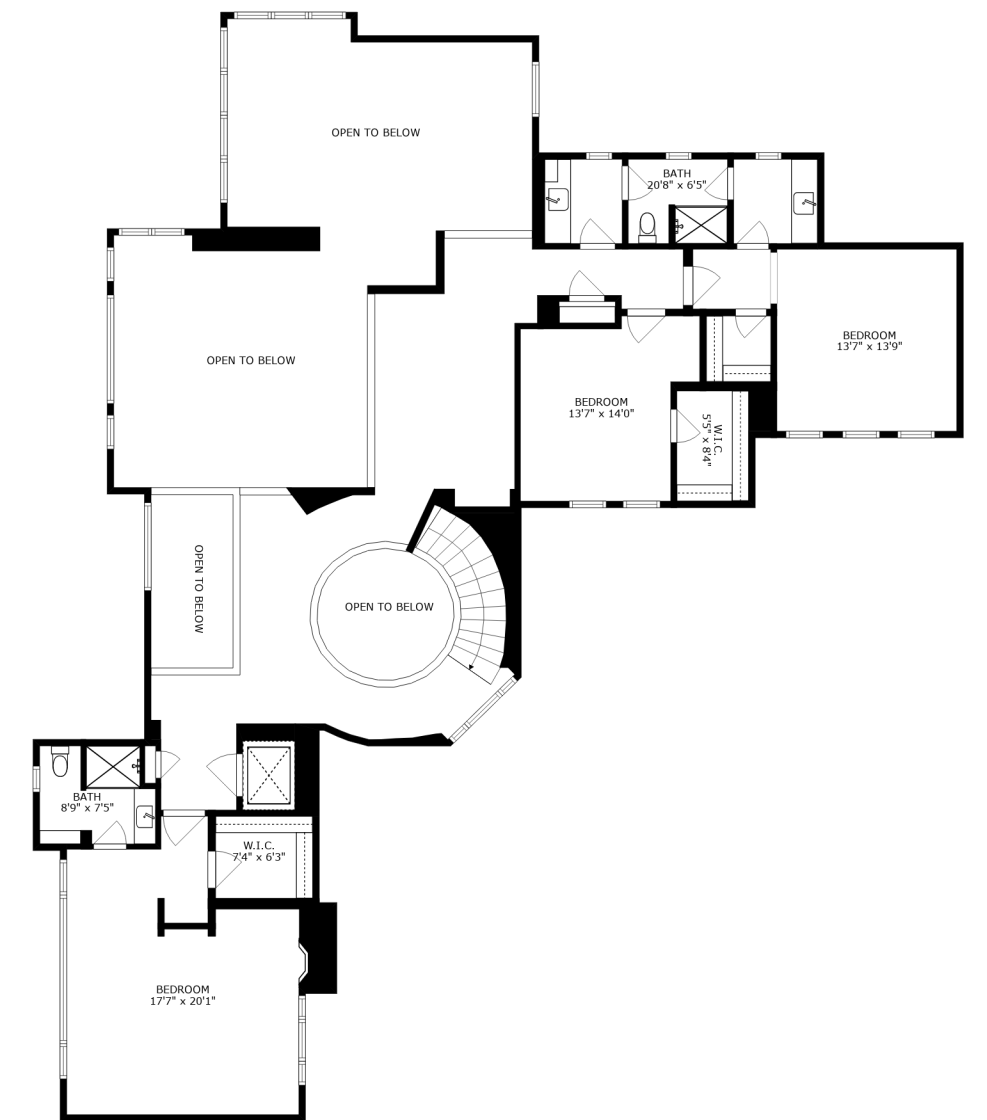 OPEN TO BELOW
BATH
20'8" x 6'5"
OPEN TO BELOW
BEDROOM
13'7" x 13'9"
BEDROOM
13'7" x 14'0"
W.I.C.
5'5" x 8'4"
OPEN TO BELOW
OPEN TO BELOW
BATH
8'9" x 7'5"
W.I.C.
7'4" x 6'3"
BEDROOM
17'7" x 20'1"